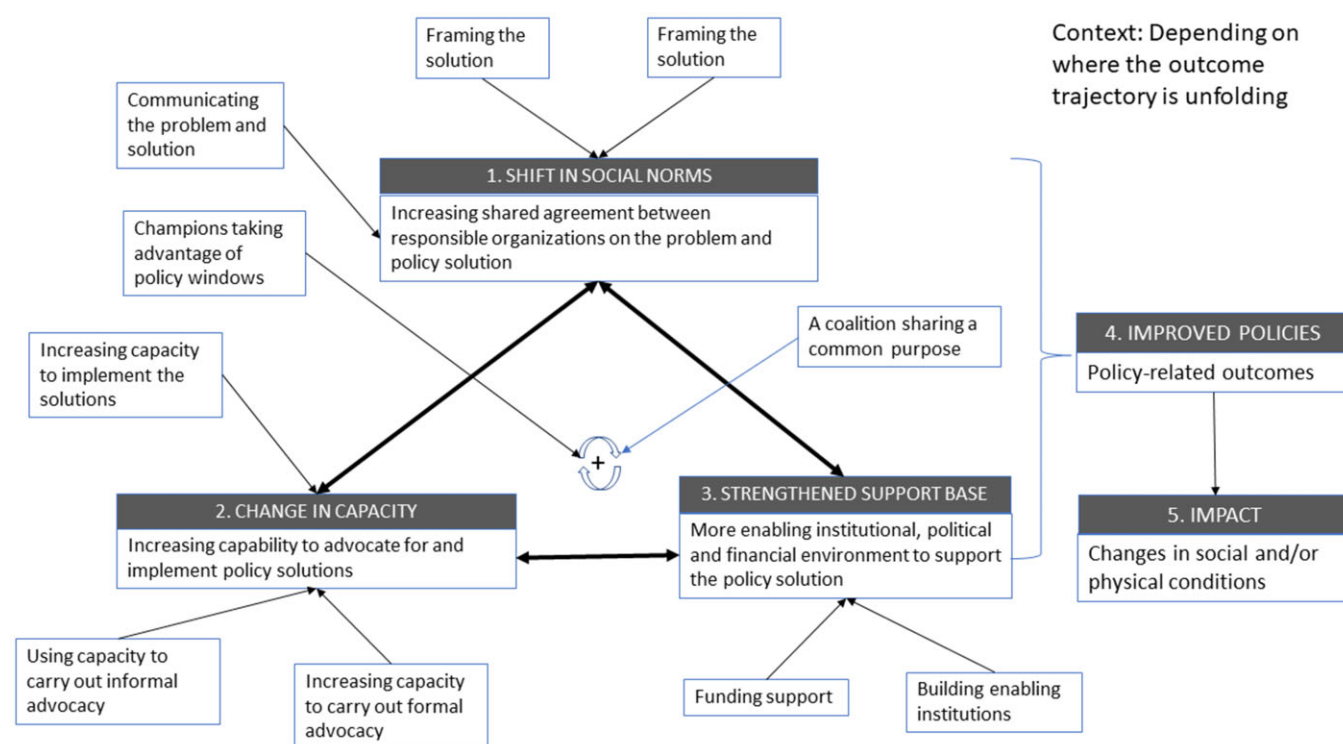 Framing the
solution
Framing the
solution
Context: Depending on
where the outcome
trajectory is unfolding
Communicating
the problem and
solution
1. SHIFT IN SOCIAL NORMS
Increasing shared agreement between
responsible organizations on the problem and
policy solution
Champions taking
advantage of
policy windows
A coalition sharing a
common purpose
4. IMPROVED POLICIES
Policy-related outcomes
Increasing capacity
to implement the
solutions
+
2. CHANGE IN CAPACITY
Increasing capability to advocate for and
implement policy solutions
3. STRENGTHENED SUPPORT BASE
More enabling institutional, political
and financial environment to support
the policy solution
5. IMPACT
Changes in social and/or
physical conditions
Using capacity to
carry out informal
advocacy
Increasing capacity
to carry out formal
advocacy
Funding support
Building enabling
institutions